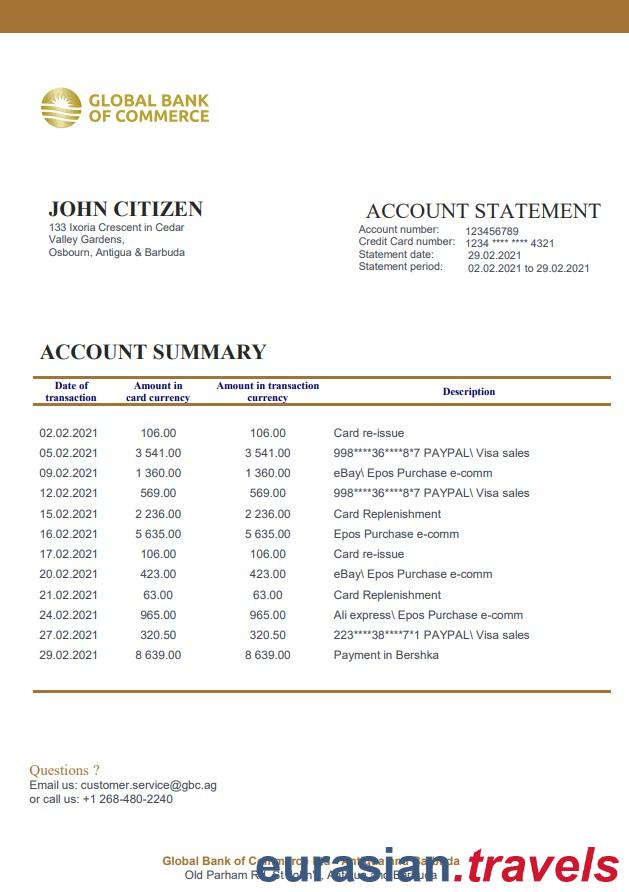 GLOBAL BANK
OF COMMERCE
JOHN CITIZEN
133 Ixoria Crescent in Cedar
Valley Gardens,
Osbourn, Antigua & Barbuda
ACCOUNT STATEMENT
Account number: 123456789
Credit Card number: 1234 **** **** 4321
Statement date: 29.02.2021
Statement period: 02.02.2021 to 29.02.2021
ACCOUNT SUMMARY
Date of transaction Amount in card currency Amount in transaction currency Description
02.02.2021 106.00 106.00 Card re-issue
05.02.2021 3 541.00 3 541.00 998****36****8*7 PAYPAL\ Visa sales
09.02.2021 1 360.00 1 360.00 eBay\ Epos Purchase e-comm
12.02.2021 569.00 569.00 998****36****8*7 PAYPAL\ Visa sales
15.02.2021 2 236.00 2 236.00 Card Replenishment
16.02.2021 5 635.00 5 635.00 Epos Purchase e-comm
17.02.2021 106.00 106.00 Card re-issue
20.02.2021 423.00 423.00 eBay\ Epos Purchase e-comm
21.02.2021 63.00 63.00 Card Replenishment
24.02.2021 965.00 965.00 Ali express\ Epos Purchase e-comm
27.02.2021 320.50 320.50 223****38****7*1 PAYPAL\ Visa sales
29.02.2021 8 639.00 8 639.00 Payment in Bershka
Questions ?
Email us: customer.service@gbc.ag
or call us: +1 268-480-2240
Global Bank of
Old Parham
eurasian.travels